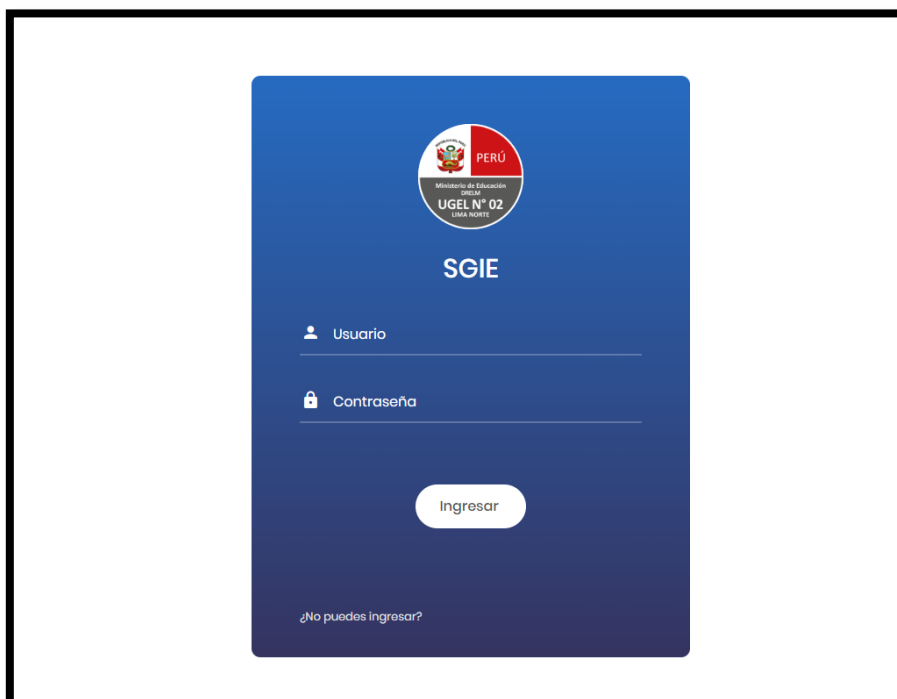 PERÚ
Ministerio de Educación
DRELM
UGEL N° 02
LIMA NORTE
SGIE
Usuario
Contraseña
Ingresar
¿No puedes ingresar?